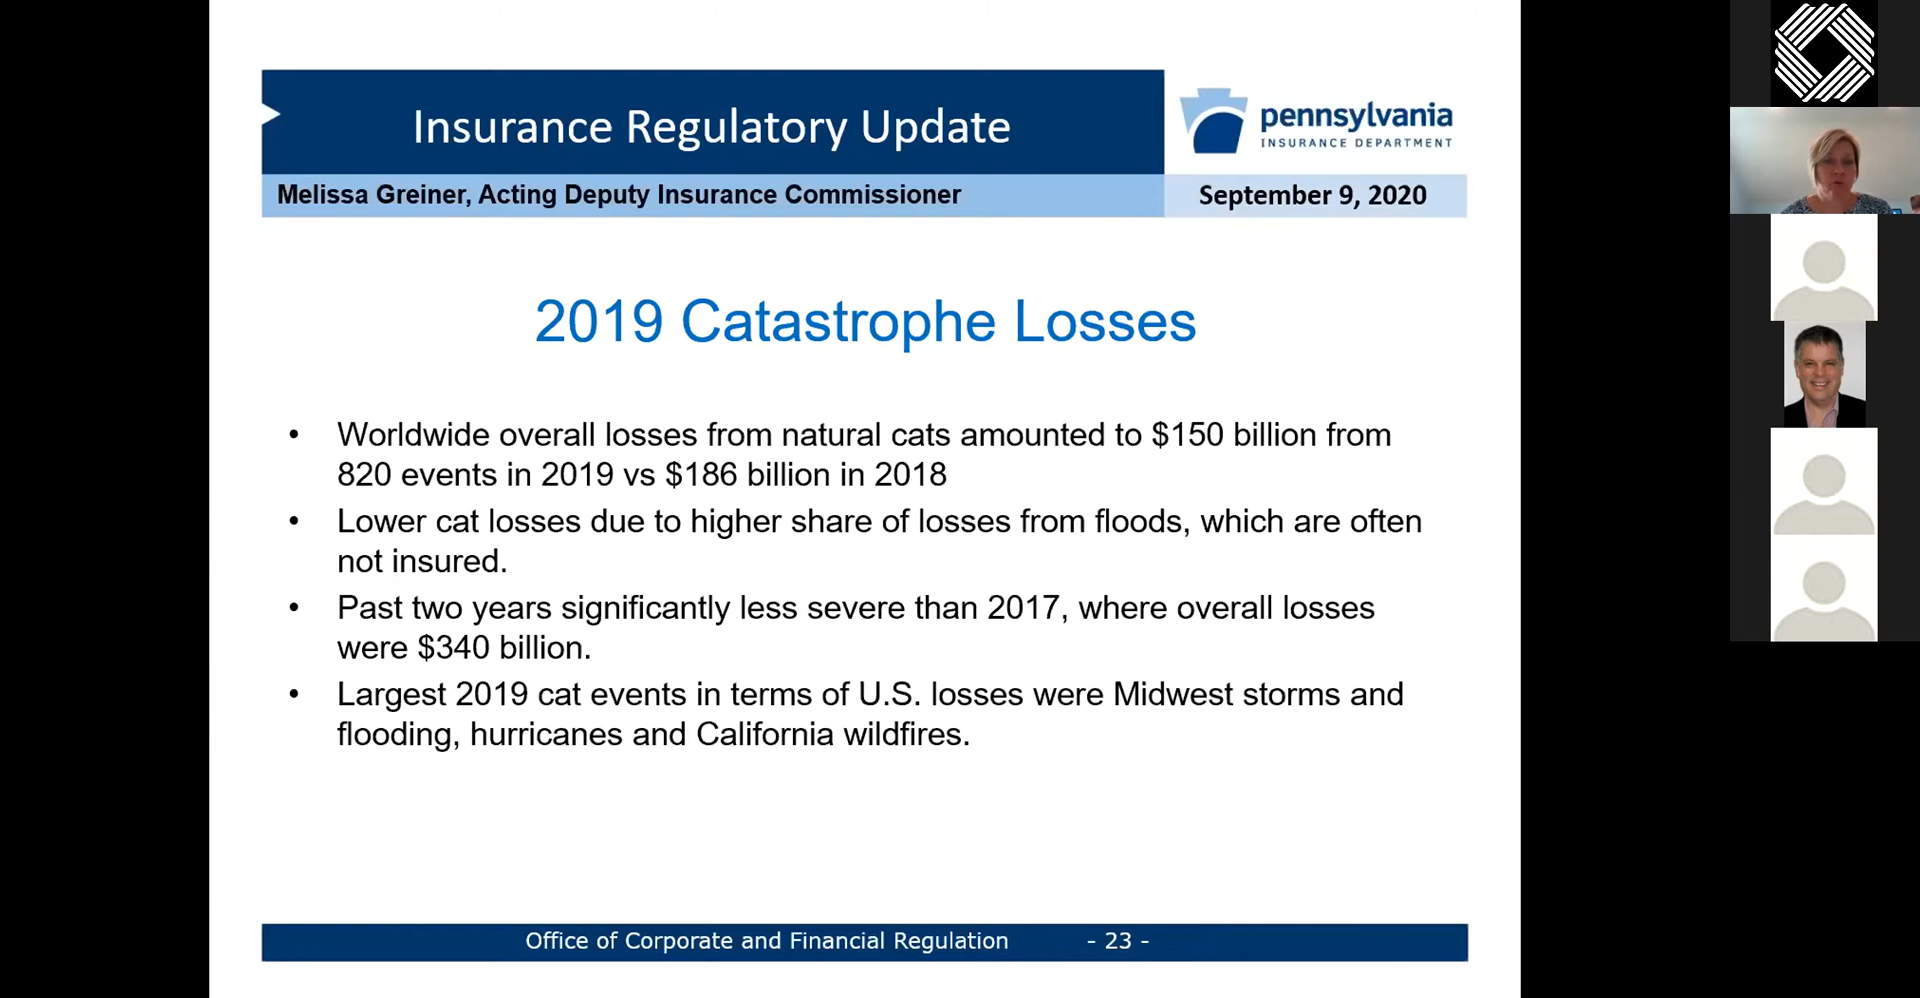 Insurance Regulatory Update
pennsylvania
INSURANCE DEPARTMENT
Melissa Greiner, Acting Deputy Insurance Commissioner
September 9, 2020
2019 Catastrophe Losses
• Worldwide overall losses from natural cats amounted to $150 billion from
820 events in 2019 vs $186 billion in 2018
• Lower cat losses due to higher share of losses from floods, which are often
not insured.
• Past two years significantly less severe than 2017, where overall losses
were $340 billion.
• Largest 2019 cat events in terms of U.S. losses were Midwest storms and
flooding, hurricanes and California wildfires.
Office of Corporate and Financial Regulation - 23 -